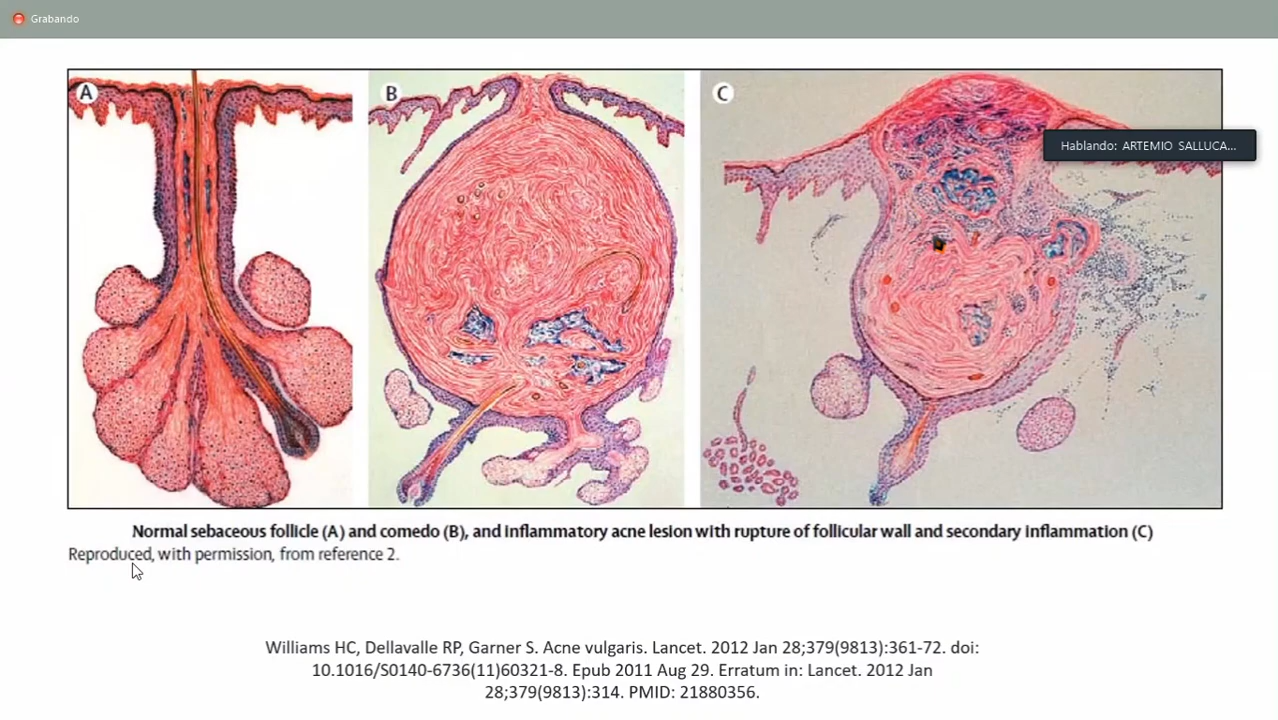 Grabando
A
B
C
Hablando: ARTEMIO SALLUCA...
Normal sebaceous follicle (A) and comedo (B), and inflammatory acne lesion with rupture of follicular wall and secondary inflammation (C)
Reproduced, with permission, from reference 2.
Williams HC, Dellavalle RP, Garner S. Acne vulgaris. Lancet. 2012 Jan 28;379(9813):361-72. doi:
10.1016/S0140-6736(11)60321-8. Epub 2011 Aug 29. Erratum in: Lancet. 2012 Jan
28;379(9813):314. PMID: 21880356.